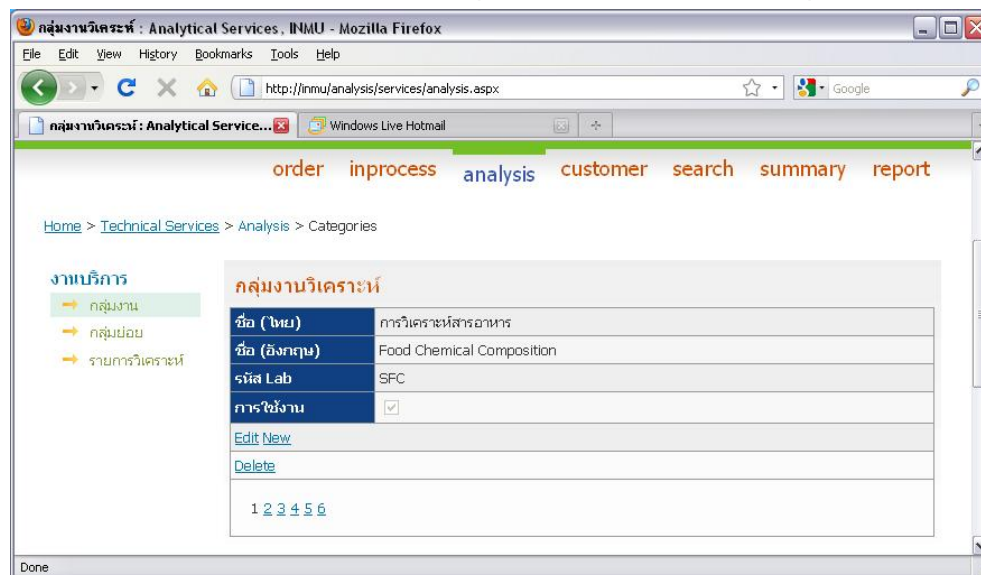 กลุ่มงานวิเคราะห์ : Analytical Services, INMU - Mozilla Firefox
File Edit View History Bookmarks Tools Help
http://inmu/analysis/services/analysis.aspx Google
กลุ่มงานวิเคราะห์ : Analytical Service... Windows Live Hotmail
order inprocess analysis customer search summary report
Home > Technical Services > Analysis > Categories
งานบริการ
กลุ่มงาน
กลุ่มย่อย
รายการวิเคราะห์
กลุ่มงานวิเคราะห์
ชื่อ (ไทย) การวิเคราะห์สารอาหาร
ชื่อ (อังกฤษ) Food Chemical Composition
รหัส Lab SFC
การใช้งาน
Edit New
Delete
1 2 3 4 5 6
Done